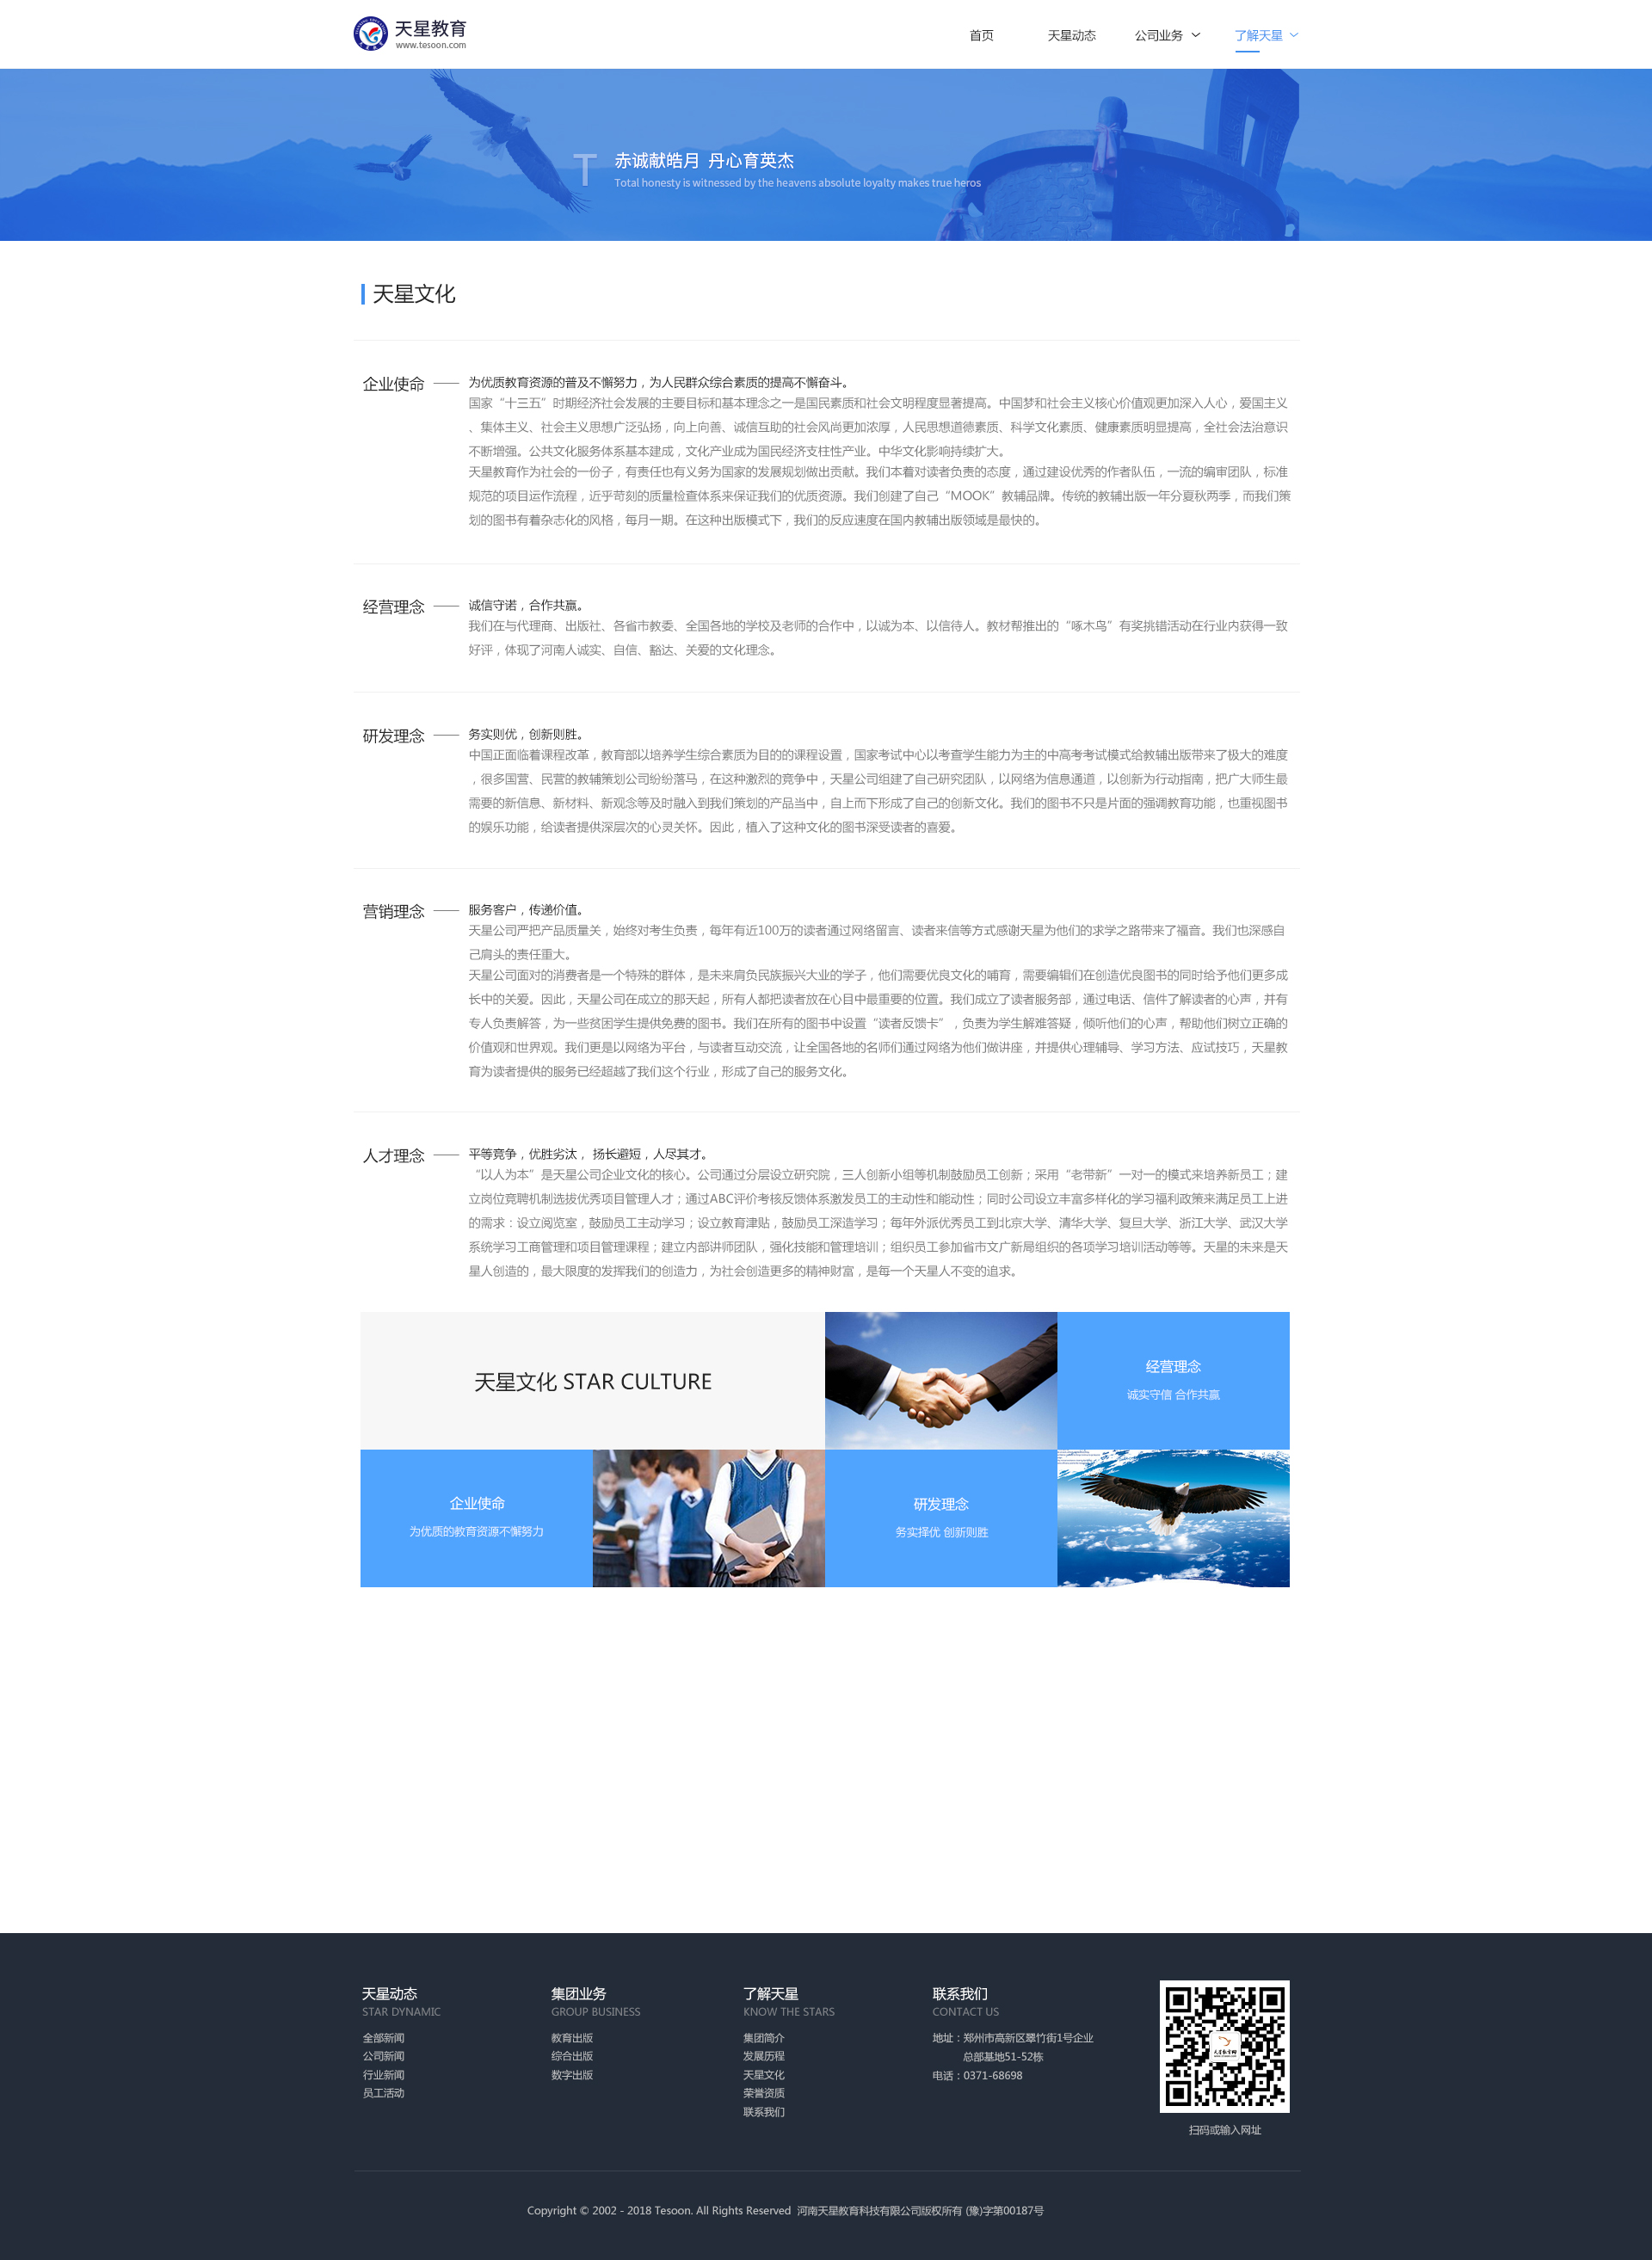 天星教育
www.tesoon.com
首页 天星动态 公司业务 了解天星
T
赤诚献皓月 丹心育英杰
Total honesty is witnessed by the heavens absolute loyalty makes true heros
天星文化
企业使命
为优质教育资源的普及不懈努力，为人民群众综合素质的提高不懈奋斗。
国家“十三五”时期经济社会发展的主要目标和基本理念之一是国民素质和社会文明程度显著提高。中国梦和社会主义核心价值观更加深入人心，爱国主义
、集体主义、社会主义思想广泛弘扬，向上向善、诚信互助的社会风尚更加浓厚，人民思想道德素质、科学文化素质、健康素质明显提高，全社会法治意识
不断增强。公共文化服务体系基本建成，文化产业成为国民经济支柱性产业。中华文化影响持续扩大。
天星教育作为社会的一份子，有责任也有义务为国家的发展规划做出贡献。我们本着对读者负责的态度，通过建设优秀的作者队伍，一流的编审团队，标准
规范的项目运作流程，近乎苛刻的质量检查体系来保证我们的优质资源。我们创建了自己“MOOK”教辅品牌。传统的教辅出版一年分夏秋两季，而我们策
划的图书有着杂志化的风格，每月一期。在这种出版模式下，我们的反应速度在国内教辅出版领域是最快的。
经营理念
诚信守诺，合作共赢。
我们在与代理商、出版社、各省市教委、全国各地的学校及老师的合作中，以诚为本、以信待人。教材帮推出的“啄木鸟”有奖挑错活动在行业内获得一致
好评，体现了河南人诚实、自信、豁达、关爱的文化理念。
研发理念
务实则优，创新则胜。
中国正面临着课程改革，教育部以培养学生综合素质为目的的课程设置，国家考试中心以考查学生能力为主的中高考考试模式给教辅出版带来了极大的难度
，很多国营、民营的教辅策划公司纷纷落马，在这种激烈的竞争中，天星公司组建了自己研究团队，以网络为信息通道，以创新为行动指南，把广大师生最
需要的新信息、新材料、新观念等及时融入到我们策划的产品当中，自上而下形成了自己的创新文化。我们的图书不只是片面的强调教育功能，也重视图书
的娱乐功能，给读者提供深层次的心灵关怀。因此，植入了这种文化的图书深受读者的喜爱。
营销理念
服务客户，传递价值。
天星公司严把产品质量关，始终对考生负责，每年有近100万的读者通过网络留言、读者来信等方式感谢天星为他们的求学之路带来了福音。我们也深感自
己肩头的责任重大。
天星公司面对的消费者是一个特殊的群体，是未来肩负民族振兴大业的学子，他们需要优良文化的哺育，需要编辑们在创造优良图书的同时给予他们更多成
长中的关爱。因此，天星公司在成立的那天起，所有人都把读者放在心目中最重要的位置。我们成立了读者服务部，通过电话、信件了解读者的心声，并有
专人负责解答，为一些贫困学生提供免费的图书。我们在所有的图书中设置“读者反馈卡”，负责为学生解难答疑，倾听他们的心声，帮助他们树立正确的
价值观和世界观。我们更是以网络为平台，与读者互动交流，让全国各地的名师们通过网络为他们做讲座，并提供心理辅导、学习方法、应试技巧，天星教
育为读者提供的服务已经超越了我们这个行业，形成了自己的服务文化。
人才理念
平等竞争，优胜劣汰， 扬长避短，人尽其才。
“以人为本”是天星公司企业文化的核心。公司通过分层设立研究院，三人创新小组等机制鼓励员工创新；采用“老带新”一对一的模式来培养新员工；建
立岗位竞聘机制选拔优秀项目管理人才；通过ABC评价考核反馈体系激发员工的主动性和能动性；同时公司设立丰富多样化的学习福利政策来满足员工上进
的需求：设立阅览室，鼓励员工主动学习；设立教育津贴，鼓励员工深造学习；每年外派优秀员工到北京大学、清华大学、复旦大学、浙江大学、武汉大学
系统学习工商管理和项目管理课程；建立内部讲师团队，强化技能和管理培训；组织员工参加省市文广新局组织的各项学习培训活动等等。天星的未来是天
星人创造的，最大限度的发挥我们的创造力，为社会创造更多的精神财富，是每一个天星人不变的追求。
天星文化 STAR CULTURE
经营理念
诚实守信 合作共赢
企业使命
为优质的教育资源不懈努力
研发理念
务实择优 创新则胜
天星动态
STAR DYNAMIC
全部新闻
公司新闻
行业新闻
员工活动
集团业务
GROUP BUSINESS
教育出版
综合出版
数字出版
了解天星
KNOW THE STARS
集团简介
发展历程
天星文化
荣誉资质
联系我们
联系我们
CONTACT US
地址：郑州市高新区翠竹街1号企业
总部基地51-52栋
电话：0371-68698
扫码或输入网址
Copyright © 2002 - 2018 Tesoon. All Rights Reserved 河南天星教育科技有限公司版权所有 (豫)字第00187号